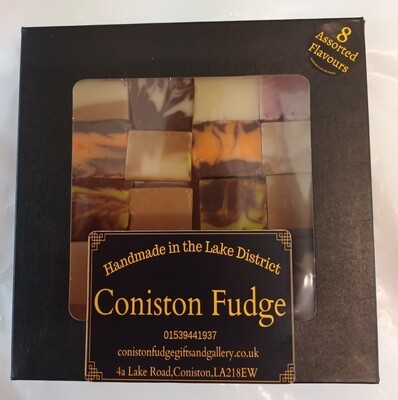 8
Assorted
Flavours
Handmade in the Lake District
Coniston Fudge
01539441937
conistonfudgegiftsandgallery.co.uk
4a Lake Road,Coniston,LA218EW